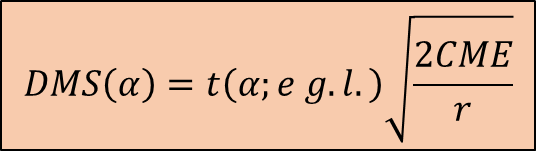 DMS(α) = t(α; e g.l.) √(2CME/r)